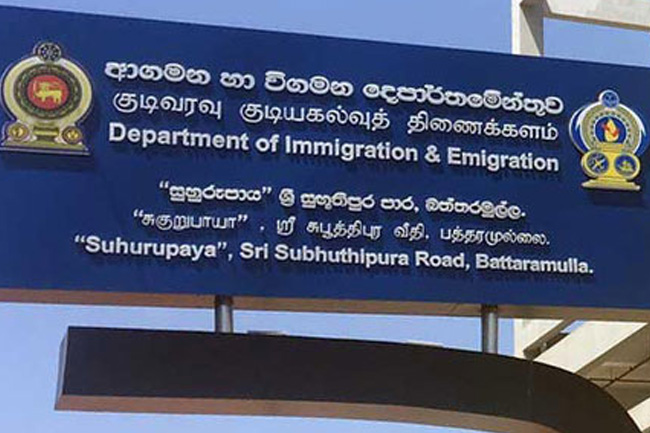 ආගමන හා විගමන දෙපාර්තමේන්තුව
குடிவரவு குடியகல்வுத் திணைக்களம்
Department of Immigration & Emigration
“සුහුරුපාය” ශ්‍රී සුභූතිපුර පාර, බත්තරමුල්ල.
“சுகுறுபாயா” , ஸ்ரீ சுபூத்திபுர வீதி, பத்தரமுல்லை.
“Suhurupaya”, Sri Subhuthipura Road, Battaramulla.